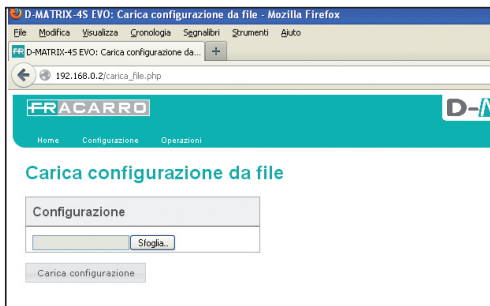 D-MATRIX-4S EVO: Carica configurazione da file - Mozilla Firefox
File Modifica Visualizza Cronologia Segnalibri Strumenti Aiuto
FR D-MATRIX-4S EVO: Carica configurazione da... +
192.168.0.2/carica_file.php
FRACARRO D-M
Home Configurazione Operazioni
Carica configurazione da file
Configurazione
Sfoglia..
Carica configurazione